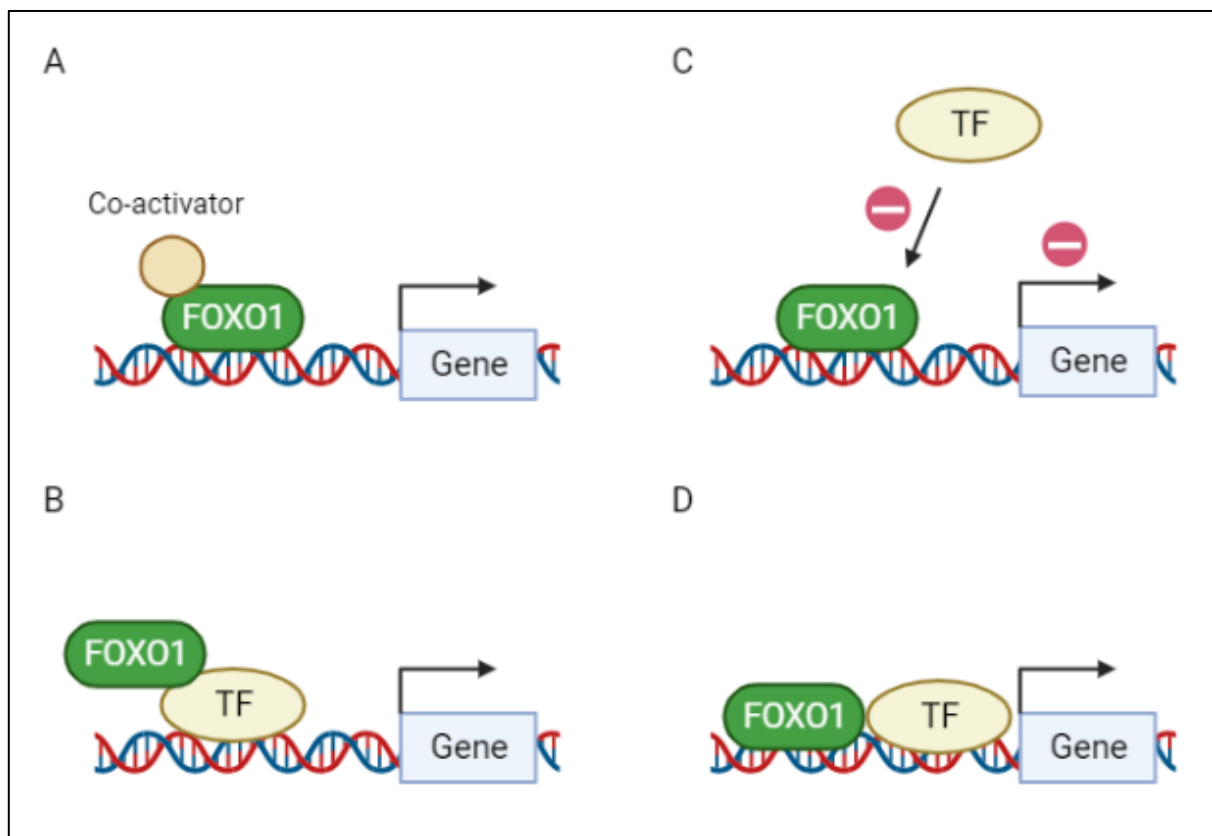 A
Co-activator
FOXO1
Gene
B
FOXO1
TF
Gene
C
TF
FOXO1
Gene
D
FOXO1
TF
Gene